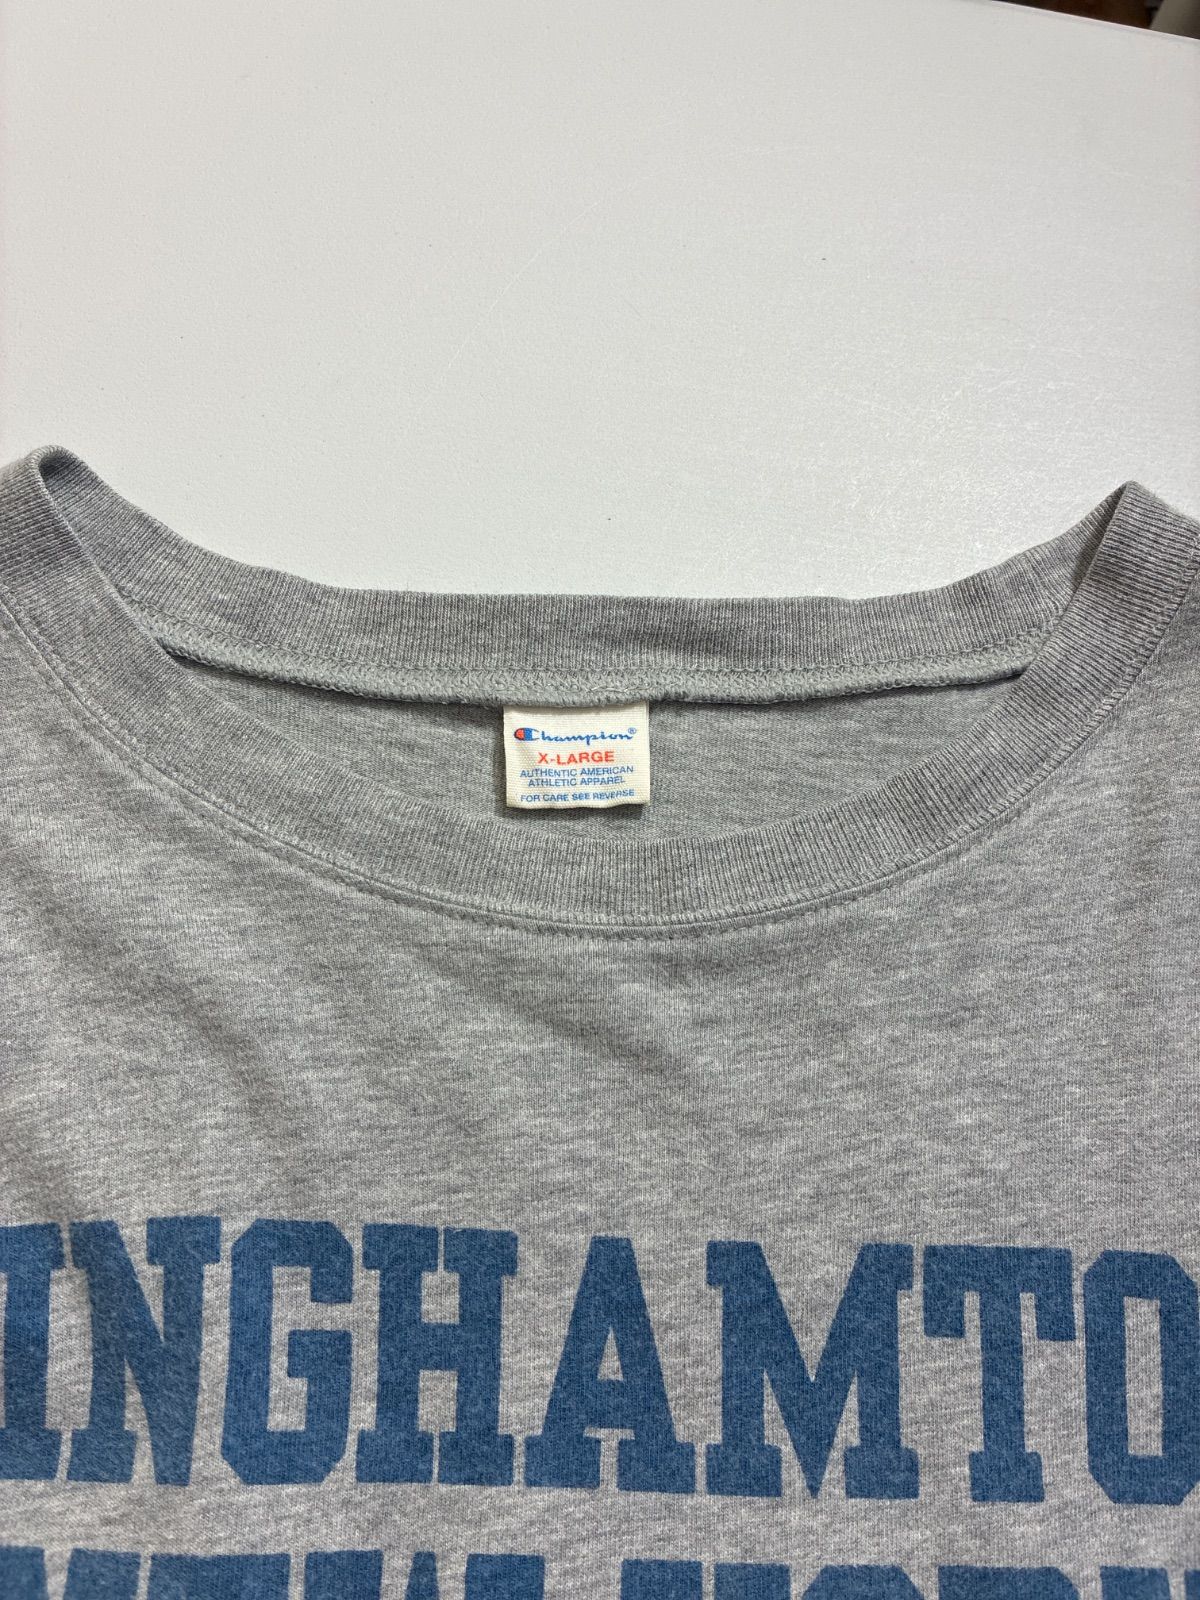 Champion®
X-LARGE
AUTHENTIC AMERICAN
ATHLETIC APPAREL
FOR CARE SEE REVERSE
INGHAMTO